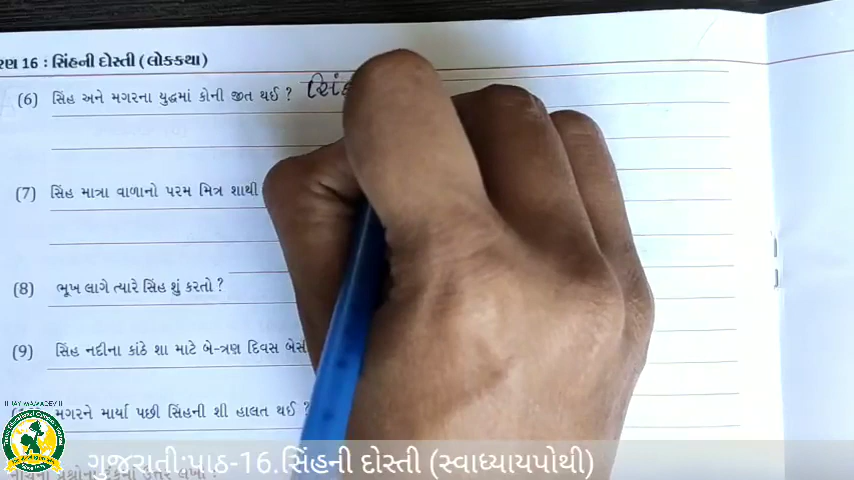 રણ 16 : સિંહની દોસ્તી (લોકકથા)
(6) સિંહ અને મગરના યુદ્ધમાં કોની જીત થઈ ? સિં
(7) સિંહ માત્રા વાળાનો પરમ મિત્ર શાથી
(8) ભૂખ લાગે ત્યારે સિંહ શું કરતો ?
(9) સિંહ નદીના કાંઠે શા માટે બે-ત્રણ દિવસ બેસી
મગરને માર્યા પછી સિંહની શી હાલત થઈ ?
ગુજરાતી:પાઠ-16.સિંહની દોસ્તી (સ્વાધ્યાયપોથી)